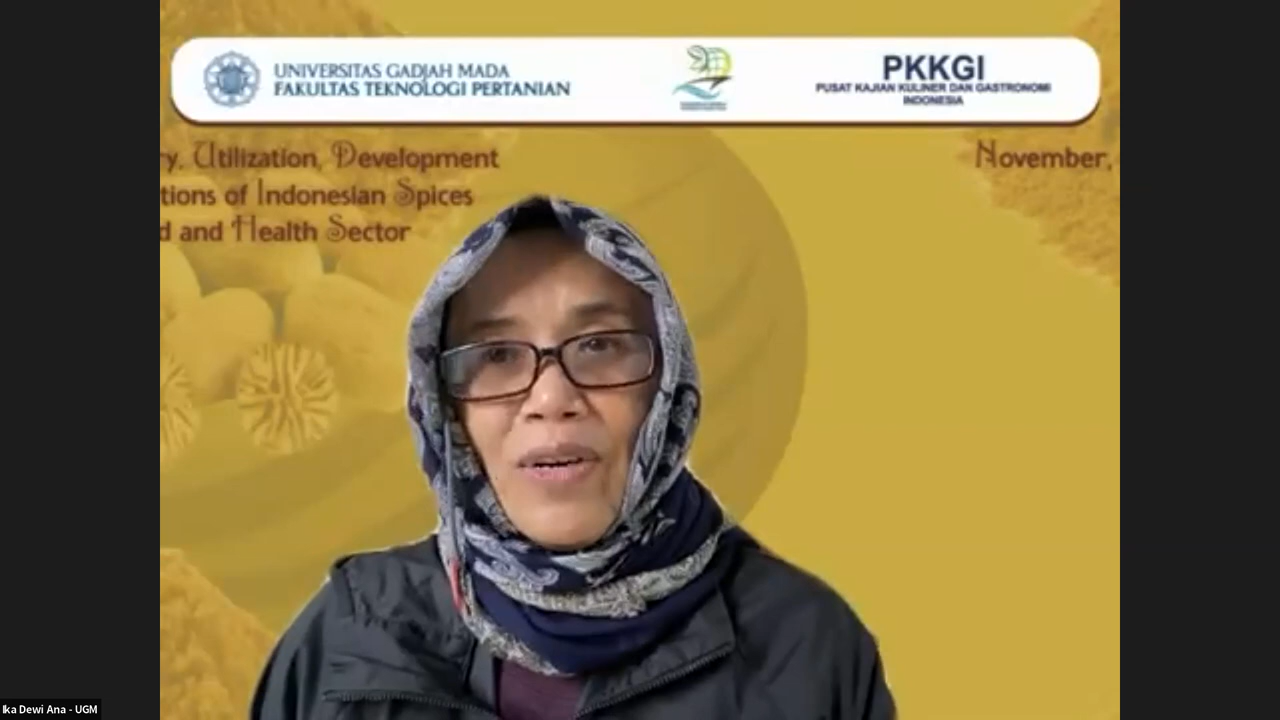 UNIVERSITAS GADJAH MADA
FAKULTAS TEKNOLOGI PERTANIAN
PKKGI
PUSAT KAJIAN KULINER DAN GASTRONOMI
INDONESIA
ry, Utilization, Development
November,
tions of Indonesian Spices
d and Health Sector
Ika Dewi Ana - UGM